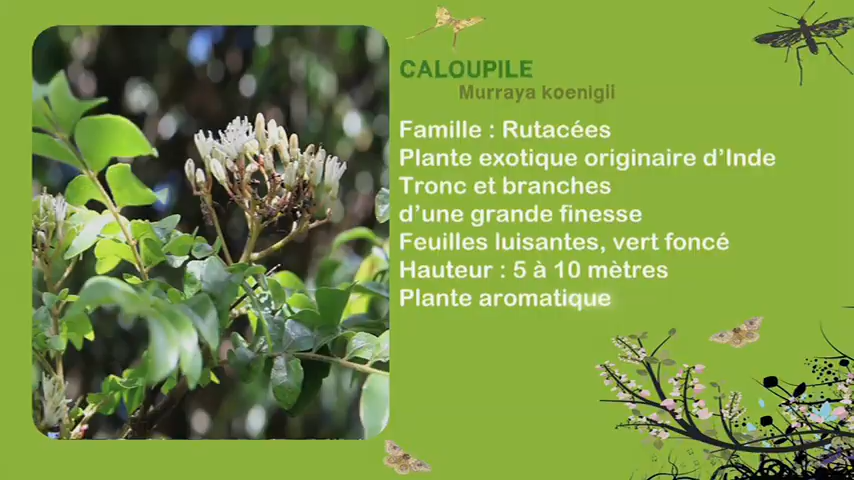 CALOUPILE
Murraya koenigii
Famille : Rutacées
Plante exotique originaire d’Inde
Tronc et branches
d’une grande finesse
Feuilles luisantes, vert foncé
Hauteur : 5 à 10 mètres
Plante aromatique